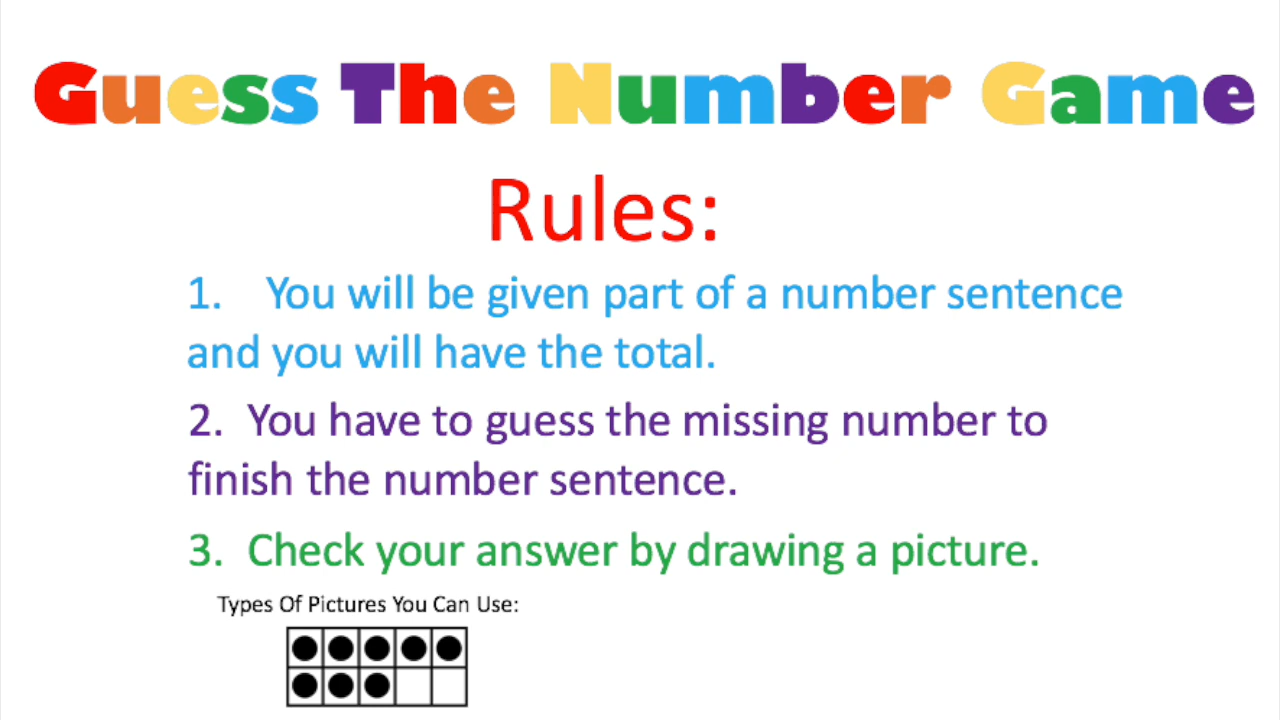 Guess The Number Game
Rules:
1. You will be given part of a number sentence
and you will have the total.
2. You have to guess the missing number to
finish the number sentence.
3. Check your answer by drawing a picture.
Types Of Pictures You Can Use: